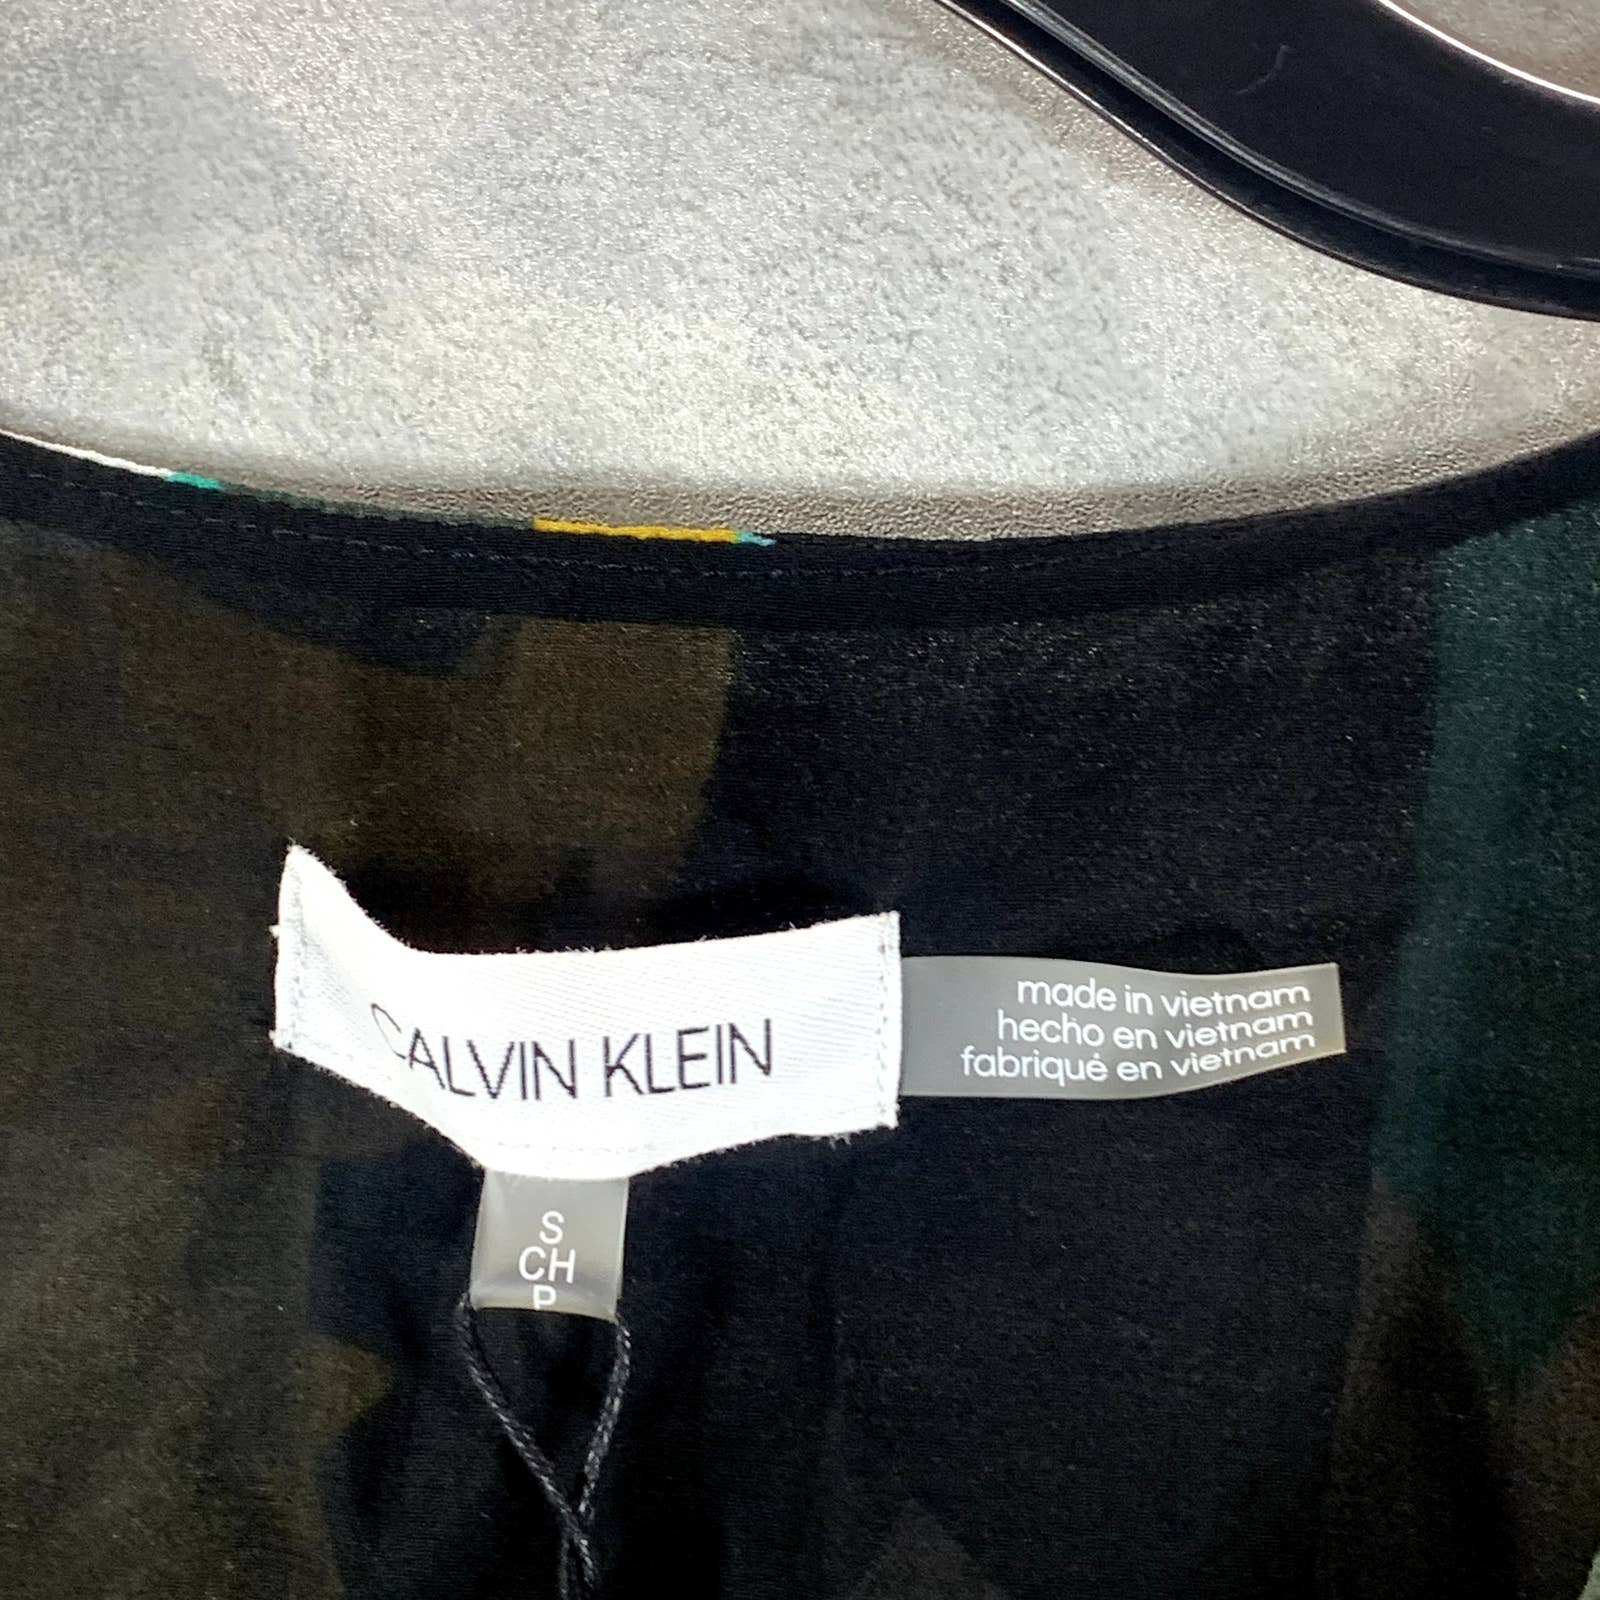 CALVIN KLEIN
made in vietnam
hecho en vietnam
fabriqué en vietnam
S
CH
P